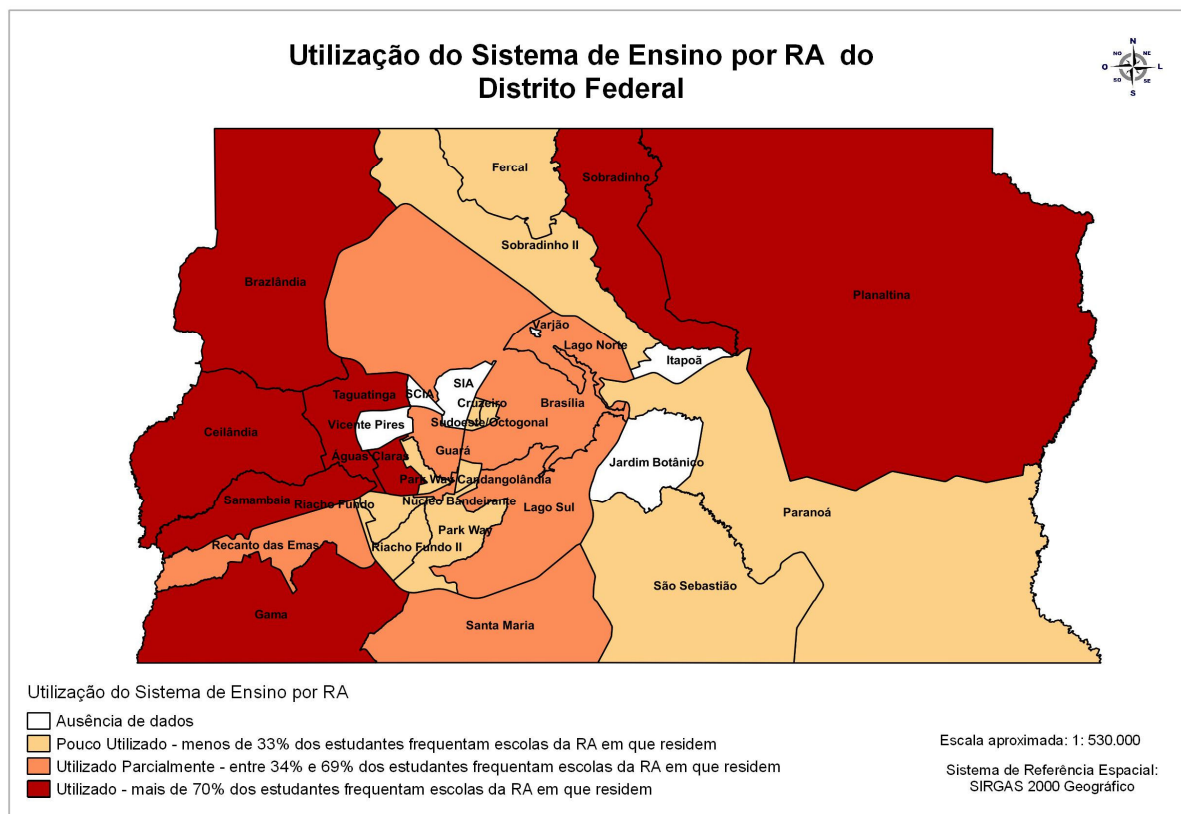 Utilização do Sistema de Ensino por RA do
Distrito Federal
N
NO NE
O L
SO SE
S
Fercal
Sobradinho
Sobradinho II
Brazlândia
Planaltina
Varjão
Lago Norte
Itapoã
SIA
Taguatinga
SCIA
Cruzeiro
Brasília
Vicente Pires
Sudoeste/Octogonal
Ceilândia
Guará
Águas Claras
Jardim Botânico
Park Way
Candangolândia
Samambaia
Riacho Fundo
Núcleo Bandeirante
Lago Sul
Paranoá
Park Way
Recanto das Emas
Riacho Fundo II
São Sebastião
Gama
Santa Maria
Utilização do Sistema de Ensino por RA
Ausência de dados
Pouco Utilizado - menos de 33% dos estudantes frequentam escolas da RA em que residem
Utilizado Parcialmente - entre 34% e 69% dos estudantes frequentam escolas da RA em que residem
Utilizado - mais de 70% dos estudantes frequentam escolas da RA em que residem
Escala aproximada: 1: 530.000
Sistema de Referência Espacial:
SIRGAS 2000 Geográfico